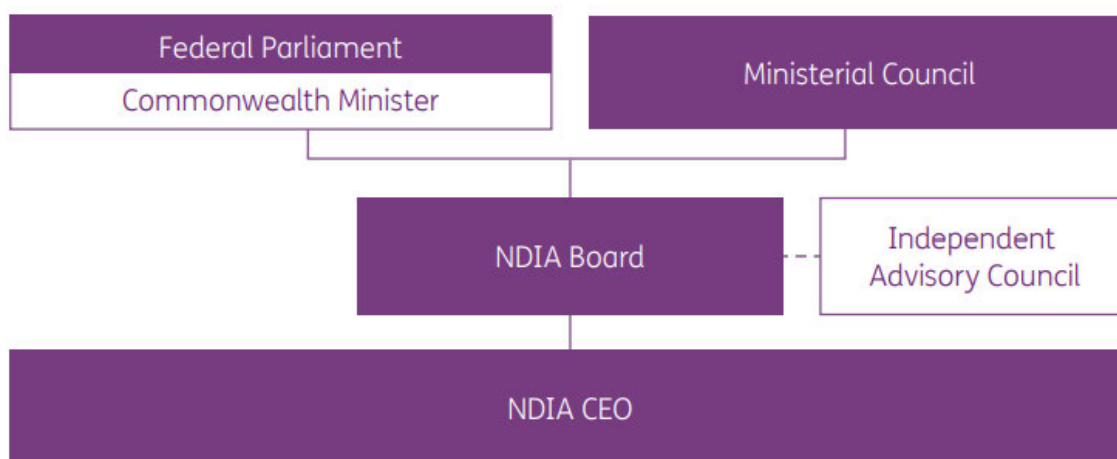 Federal Parliament
Commonwealth Minister
Ministerial Council
NDIA Board
Independent
Advisory Council
NDIA CEO